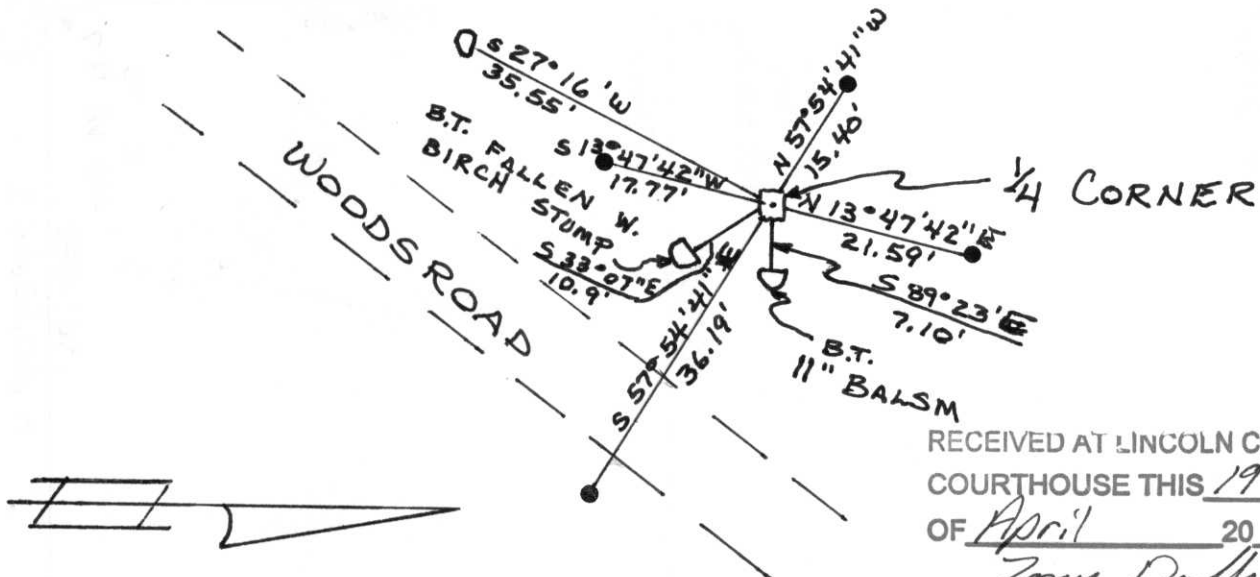 S 27°16'W
35.55'
N 57°54'41"W
15.40'
B.T. FALLEN W.
BIRCH STUMP
S 13°47'42"W
17.77'
1/4 CORNER
WOODS ROAD
N 13°47'42"E
21.59'
S 33°07"E
10.9'
S 89°23'E
7.10'
S 57°54'41"E
36.19'
B.T.
11" BALSM
RECEIVED AT LINCOLN C
COURTHOUSE THIS 19
OF April 20